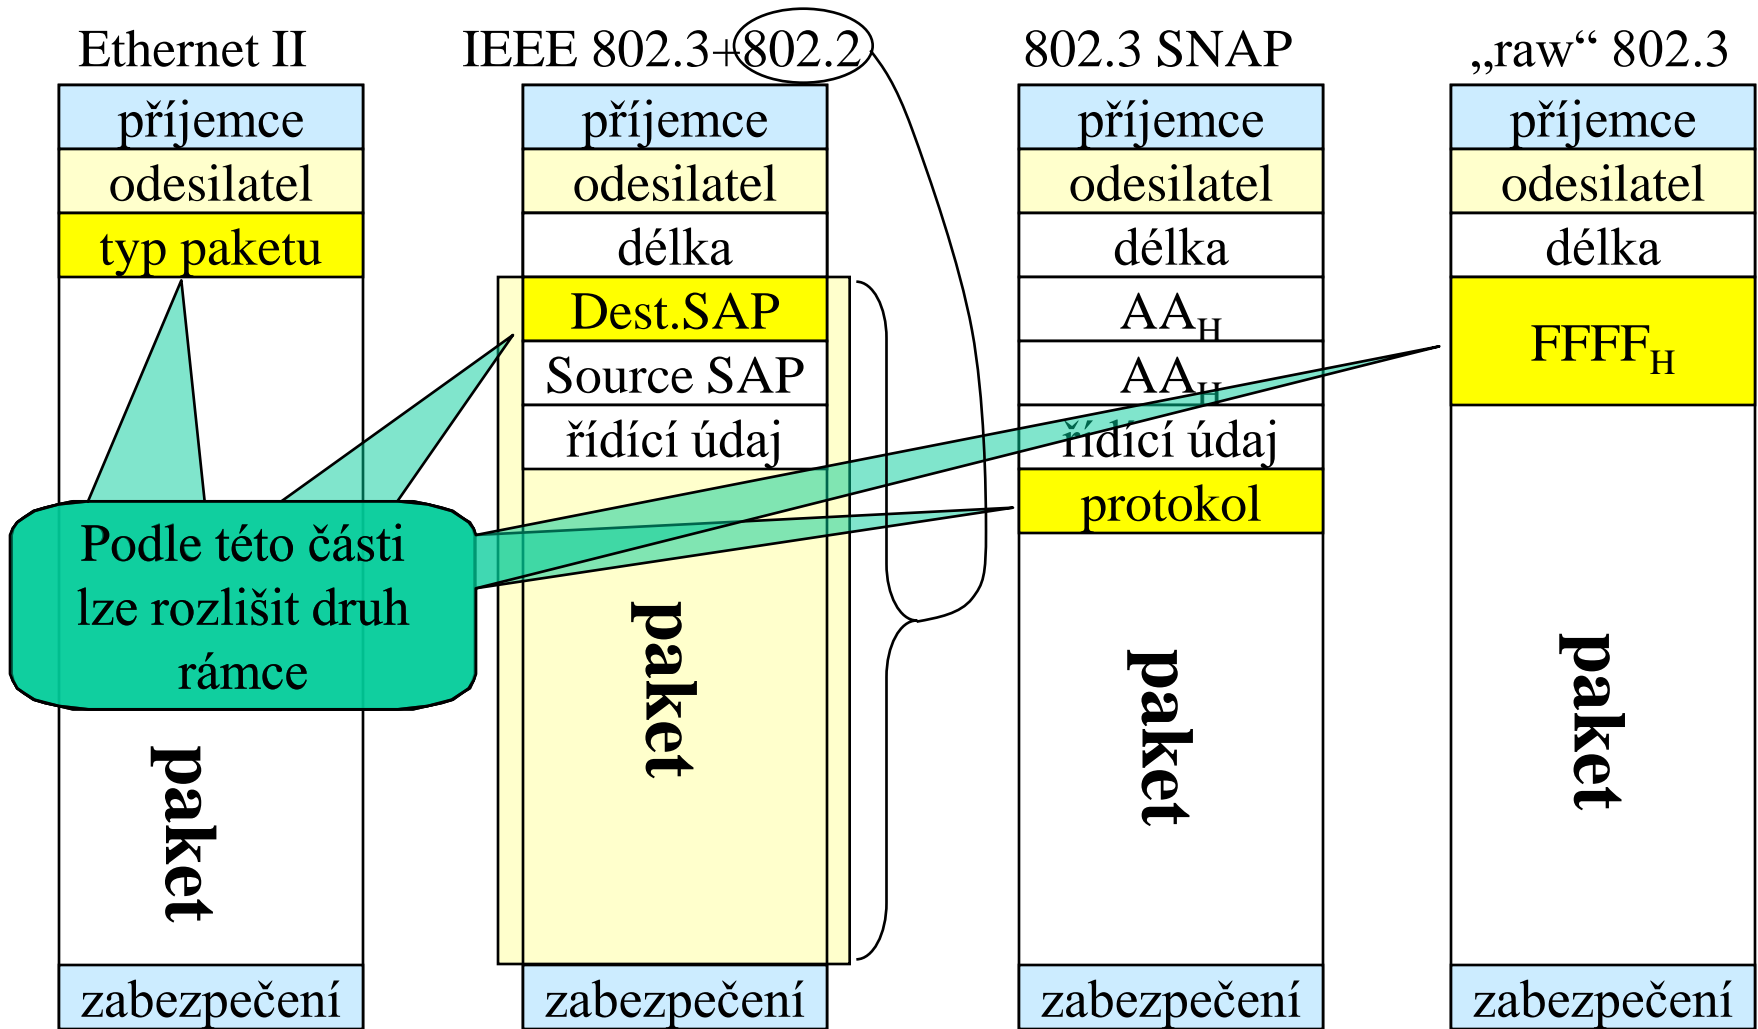 Ethernet II
příjemce
odesilatel
typ paketu
paket
zabezpečení
IEEE 802.3+802.2
příjemce
odesilatel
délka
Dest.SAP
Source SAP
řídící údaj
paket
zabezpečení
802.3 SNAP
příjemce
odesilatel
délka
AAH
AAH
řídící údaj
protokol
paket
zabezpečení
„raw“ 802.3
příjemce
odesilatel
délka
FFFFH
paket
zabezpečení
Podle této části
lze rozlišit druh
rámce